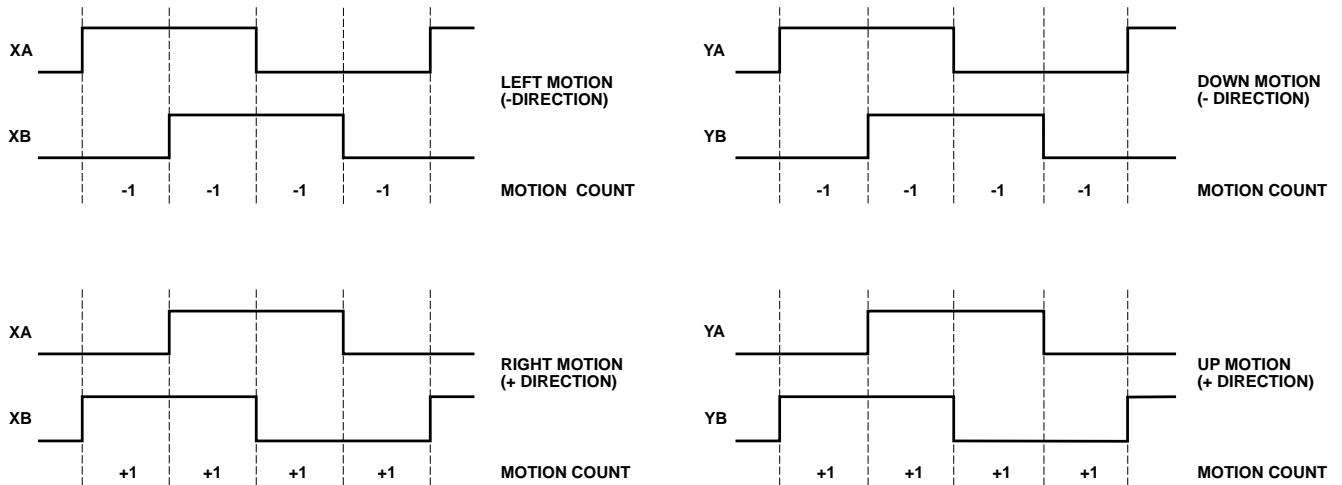 XA
LEFT MOTION
(-DIRECTION)
XB
-1 -1 -1 -1 MOTION COUNT
YA
DOWN MOTION
(- DIRECTION)
YB
-1 -1 -1 -1 MOTION COUNT
XA
RIGHT MOTION
(+ DIRECTION)
XB
+1 +1 +1 +1 MOTION COUNT
YA
UP MOTION
(+ DIRECTION)
YB
+1 +1 +1 +1 MOTION COUNT